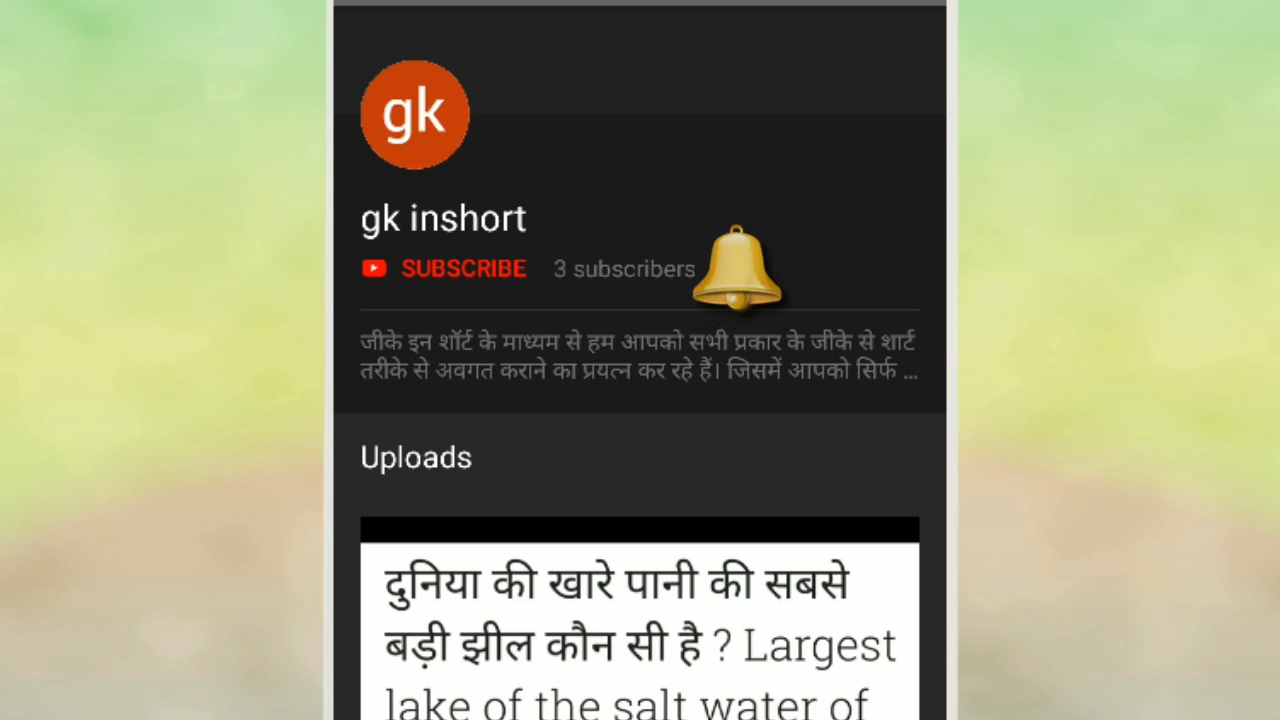 gk
gk inshort
SUBSCRIBE 3 subscribers
जीके इन शॉर्ट के माध्यम से हम आपको सभी प्रकार के जीके से शार्ट
तरीके से अवगत कराने का प्रयत्न कर रहे हैं। जिसमें आपको सिर्फ ...
Uploads
दुनिया की खारे पानी की सबसे
बड़ी झील कौन सी है ? Largest
lake of the salt water of